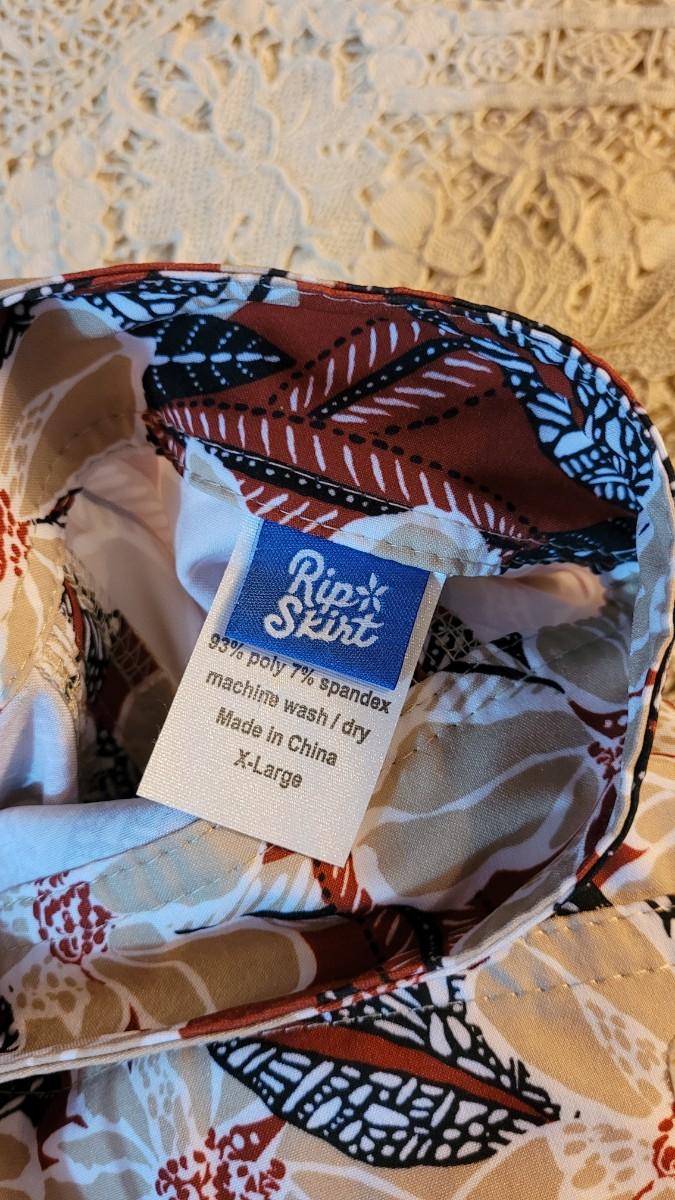 Rip
Skirt
93% poly 7% spandex
machine wash / dry
Made in China
X-Large